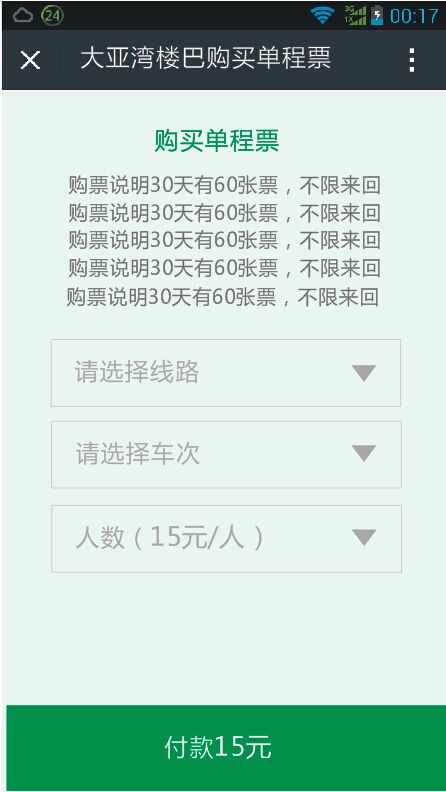 24
3G
1X
00:17
大亚湾楼巴购买单程票
购买单程票
购票说明30天有60张票，不限来回
购票说明30天有60张票，不限来回
购票说明30天有60张票，不限来回
购票说明30天有60张票，不限来回
购票说明30天有60张票，不限来回
请选择线路
请选择车次
人数（15元/人）
付款15元